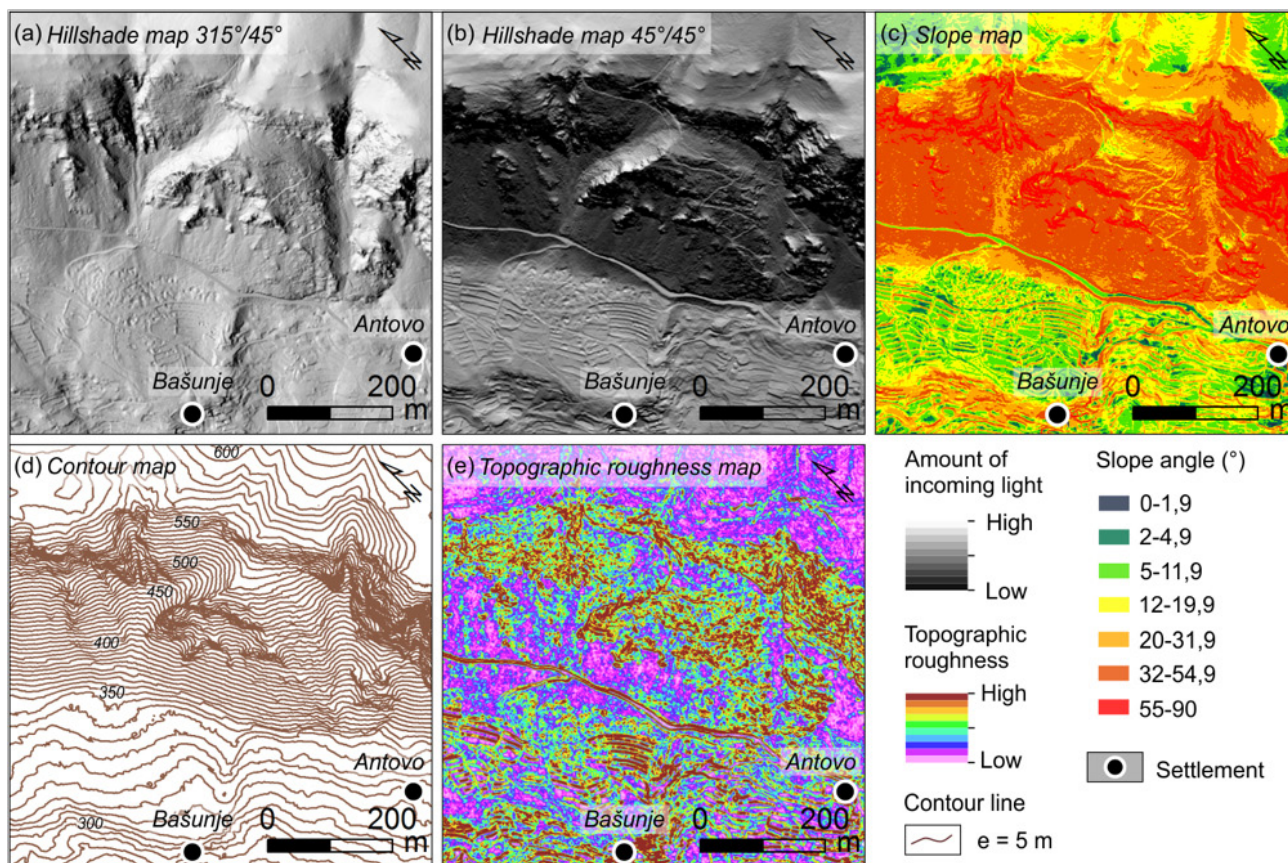 (a) Hillshade map 315°/45°
N
Antovo
Bašunje
0
200
m
(b) Hillshade map 45°/45°
N
Antovo
Bašunje
0
200
m
(c) Slope map
N
Antovo
Bašunje
0
200
m
(d) Contour map
N
600
550
500
450
400
350
300
Antovo
Bašunje
0
200
m
(e) Topographic roughness map
N
Antovo
Bašunje
0
200
m
Amount of
incoming light
High
Low
Topographic
roughness
High
Low
Contour line
e = 5 m
Slope angle (°)
0-1,9
2-4,9
5-11,9
12-19,9
20-31,9
32-54,9
55-90
Settlement